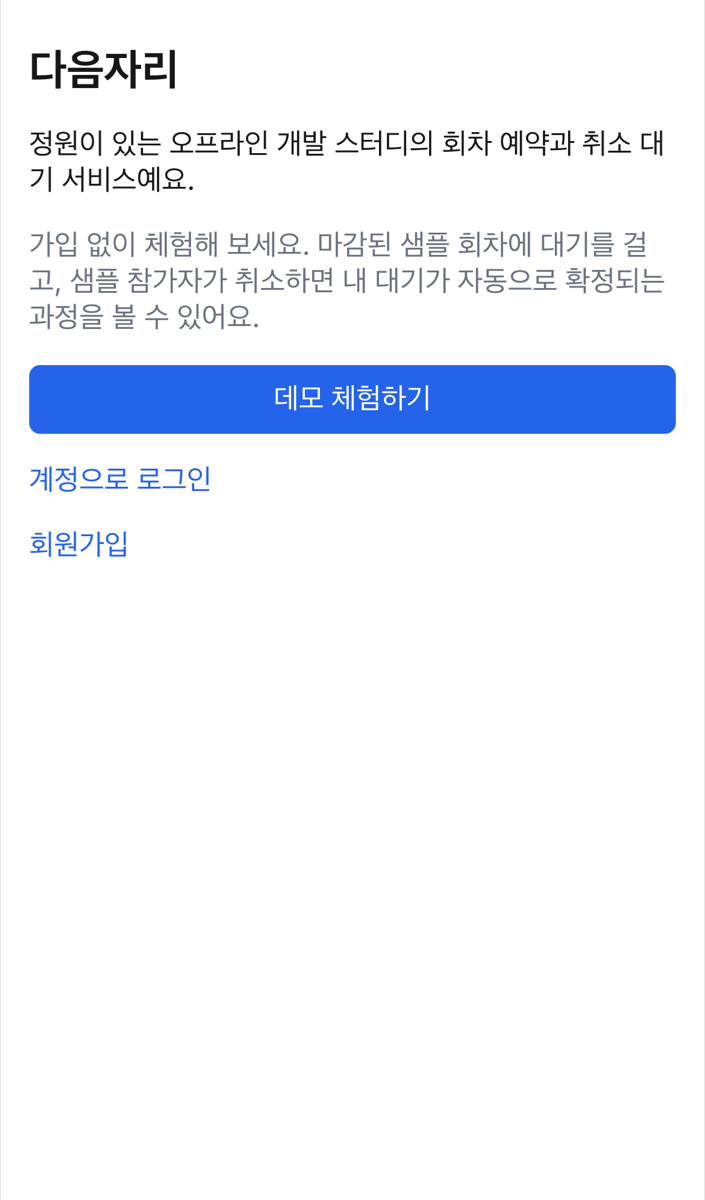 다음자리
정원이 있는 오프라인 개발 스터디의 회차 예약과 취소 대
기 서비스예요.
가입 없이 체험해 보세요. 마감된 샘플 회차에 대기를 걸
고, 샘플 참가자가 취소하면 내 대기가 자동으로 확정되는
과정을 볼 수 있어요.
데모 체험하기
계정으로 로그인
회원가입